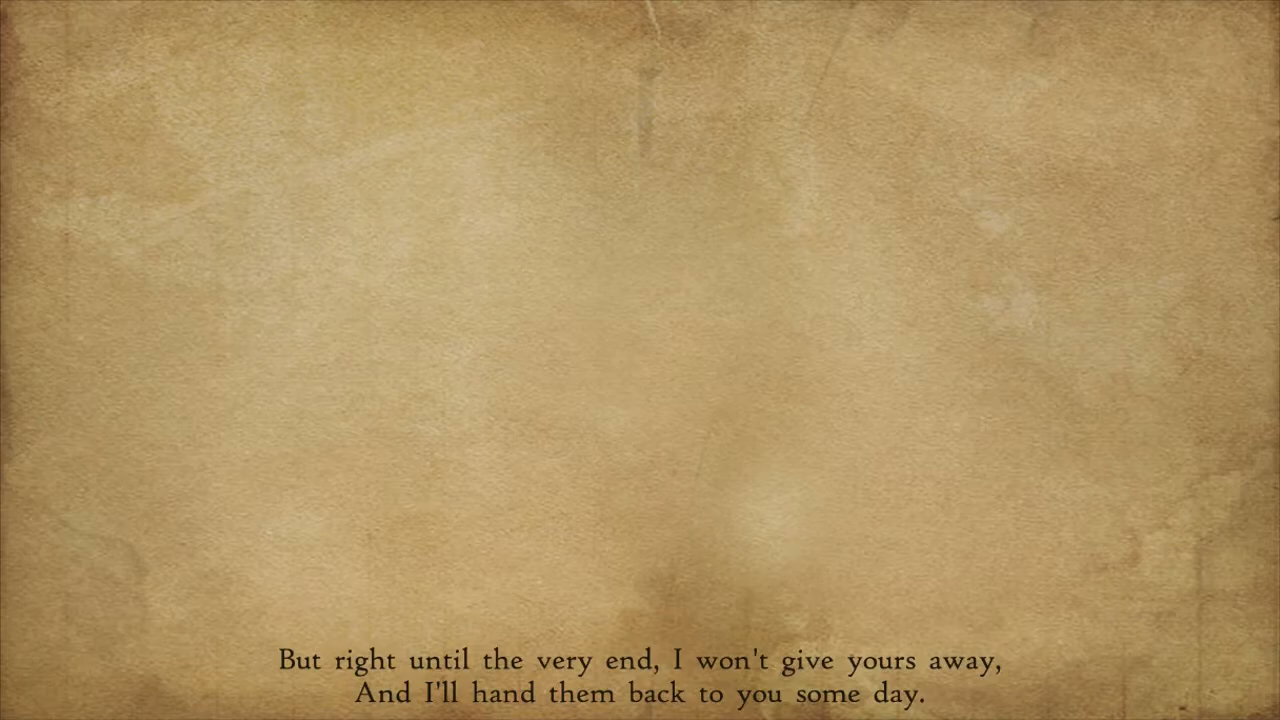 But right until the very end, I won't give yours away,
And I'll hand them back to you some day.